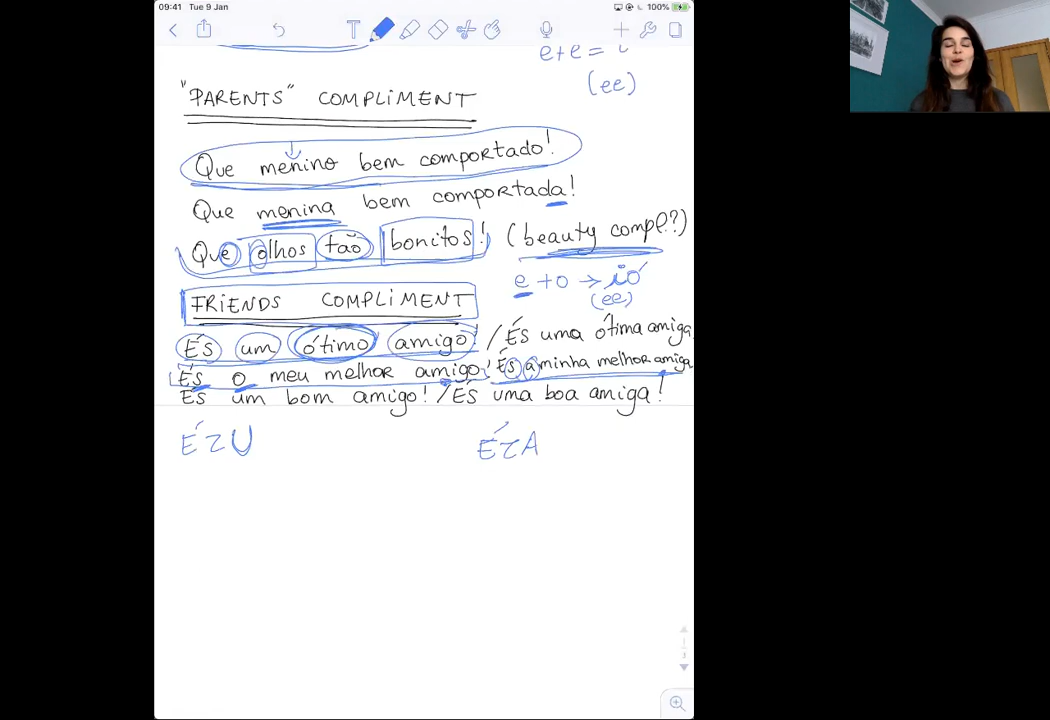 09:41 Tue 9 Jan 100%
T
e+e = i
(ee)
"PARENTS" COMPLIMENT
Que menino bem comportado!
Que menina bem comportada!
Que olhos tão bonitos! (beauty compl??)
e+o → ió
(ee)
FRIENDS COMPLIMENT
És um ótimo amigo! / És uma ótima amiga
És o meu melhor amigo! És a minha melhor amiga
És um bom amigo! / És uma boa amiga!
ÉZU ÉZA